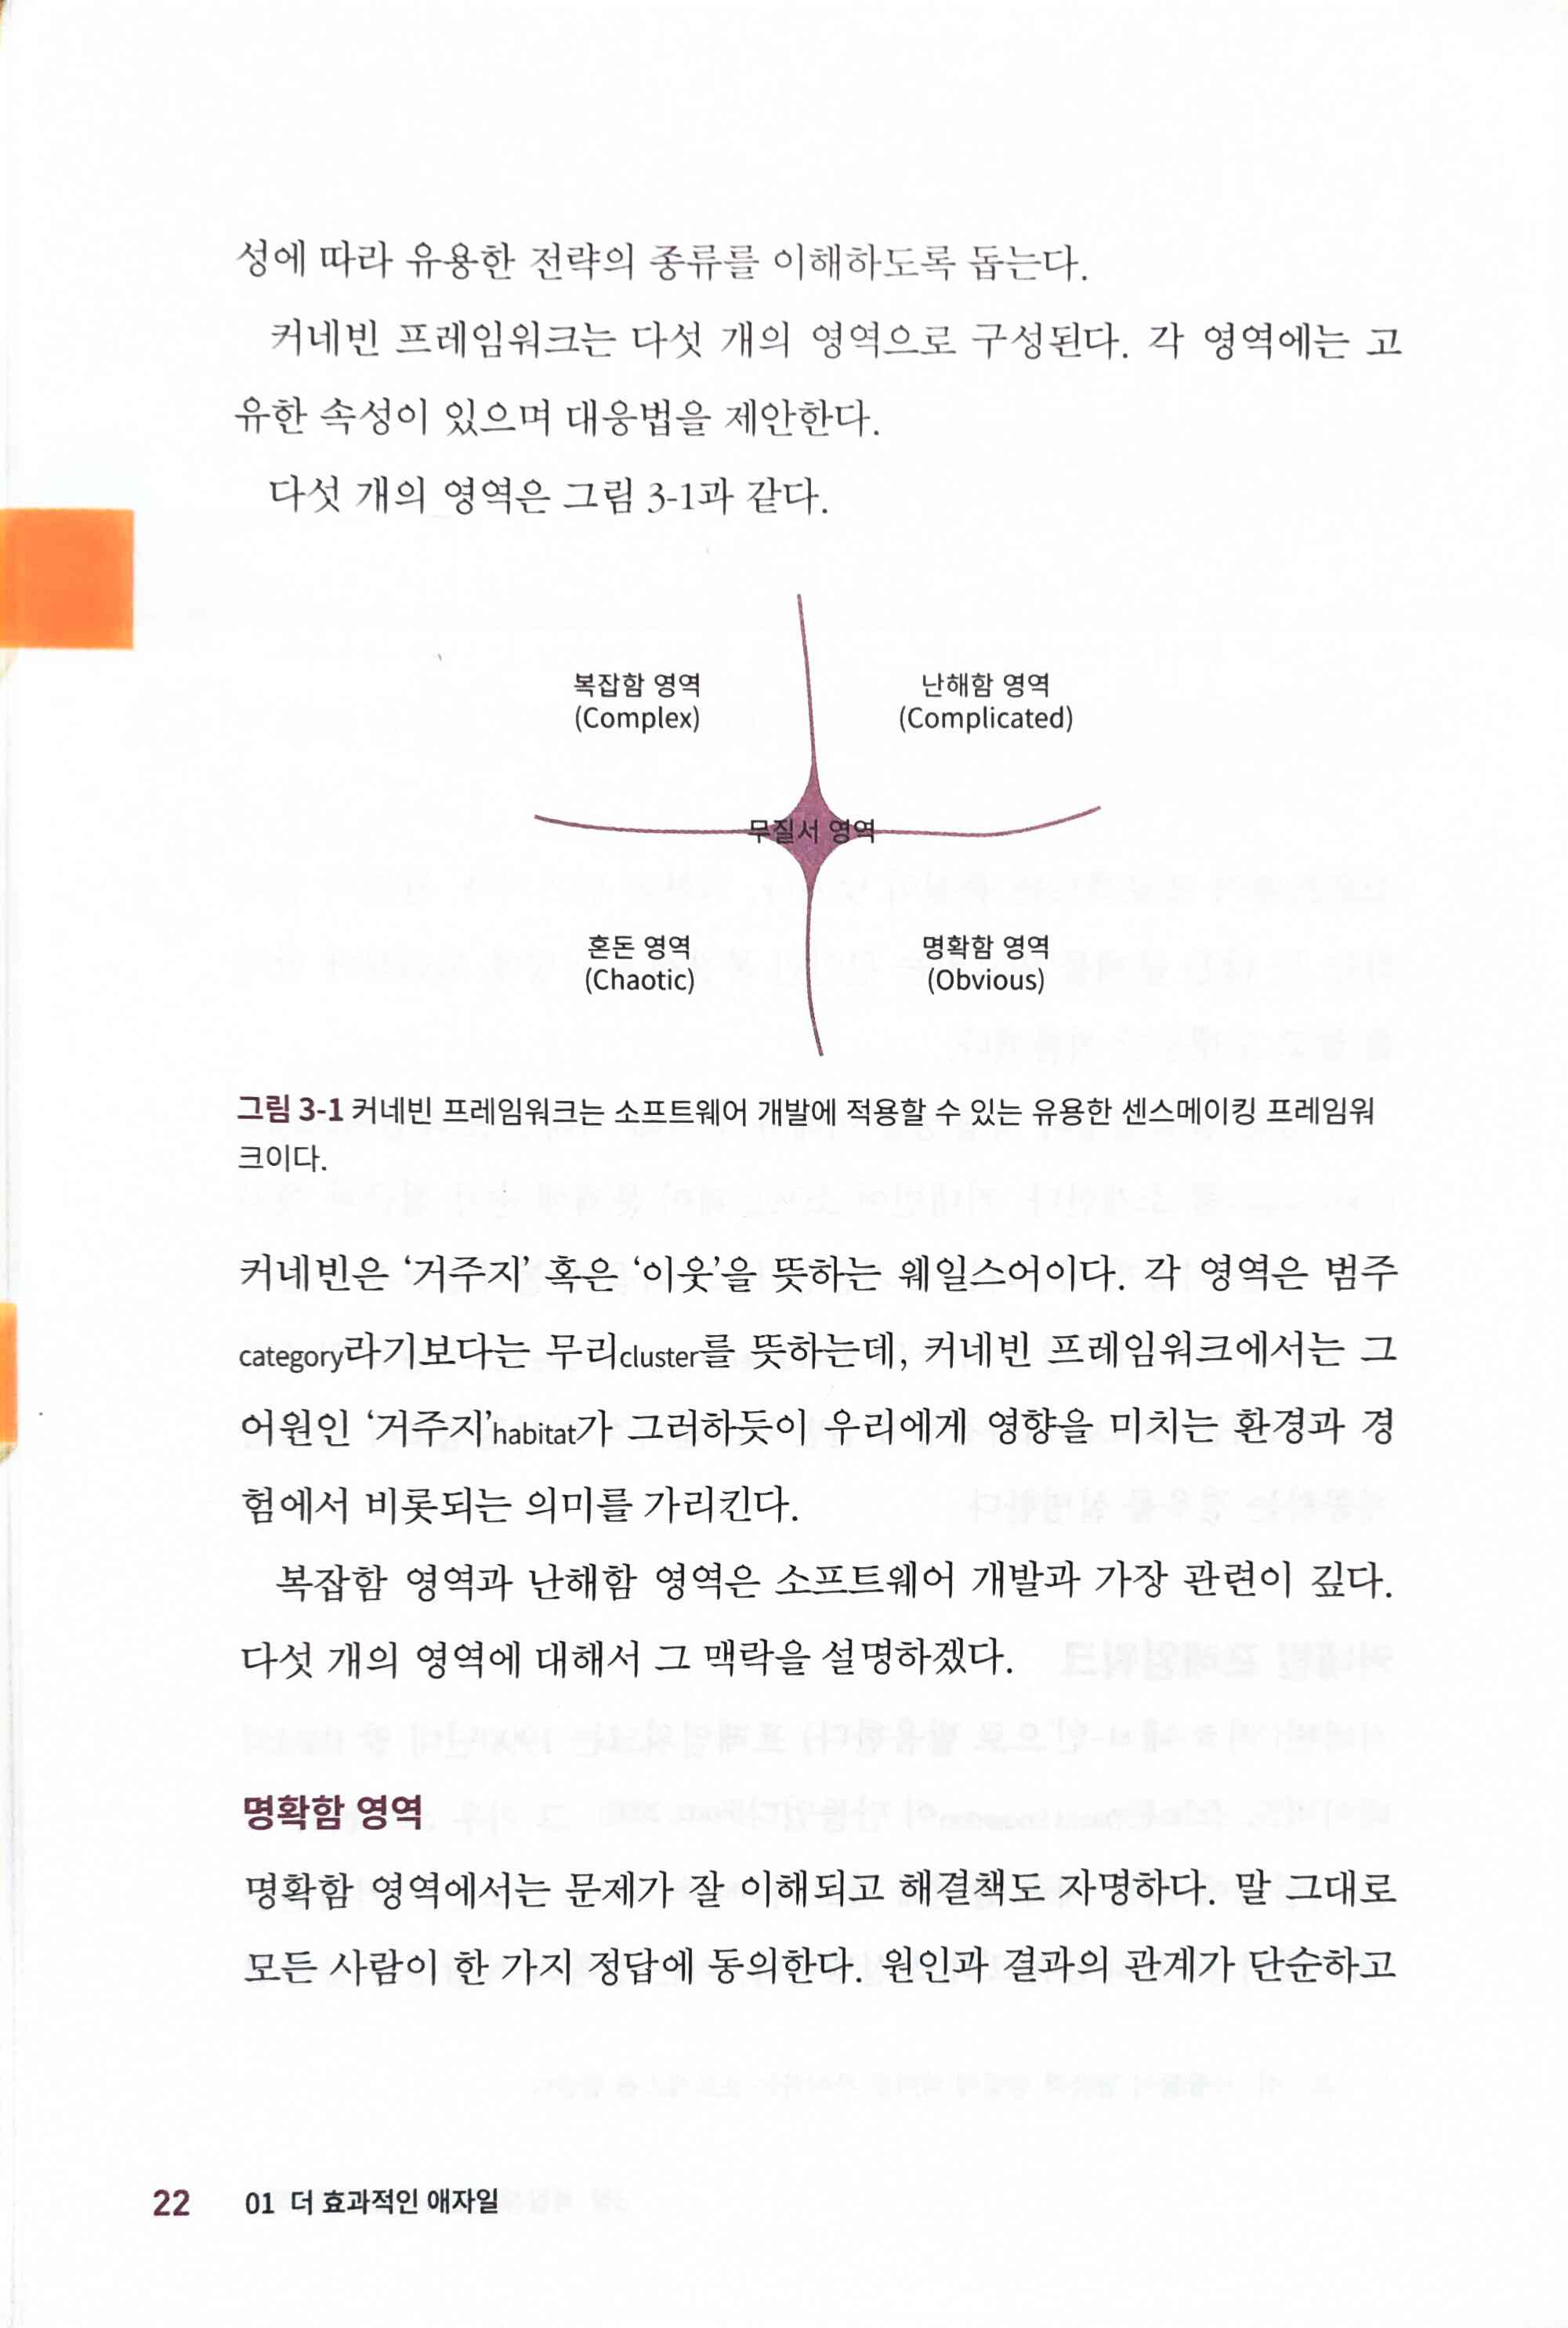 성에 따라 유용한 전략의 종류를 이해하도록 돕는다.
커네빈 프레임워크는 다섯 개의 영역으로 구성된다. 각 영역에는 고
유한 속성이 있으며 대응법을 제안한다.
다섯 개의 영역은 그림 3-1과 같다.
복잡함 영역
(Complex)
난해함 영역
(Complicated)
무질서 영역
혼돈 영역
(Chaotic)
명확함 영역
(Obvious)
그림 3-1 커네빈 프레임워크는 소프트웨어 개발에 적용할 수 있는 유용한 센스메이킹 프레임워
크이다.
커네빈은 ‘거주지’ 혹은 ‘이웃’을 뜻하는 웨일스어이다. 각 영역은 범주
category라기보다는 무리cluster를 뜻하는데, 커네빈 프레임워크에서는 그
어원인 ‘거주지’habitat가 그러하듯이 우리에게 영향을 미치는 환경과 경
험에서 비롯되는 의미를 가리킨다.
복잡함 영역과 난해함 영역은 소프트웨어 개발과 가장 관련이 깊다.
다섯 개의 영역에 대해서 그 맥락을 설명하겠다.
명확함 영역
명확함 영역에서는 문제가 잘 이해되고 해결책도 자명하다. 말 그대로
모든 사람이 한 가지 정답에 동의한다. 원인과 결과의 관계가 단순하고
22 01 더 효과적인 애자일